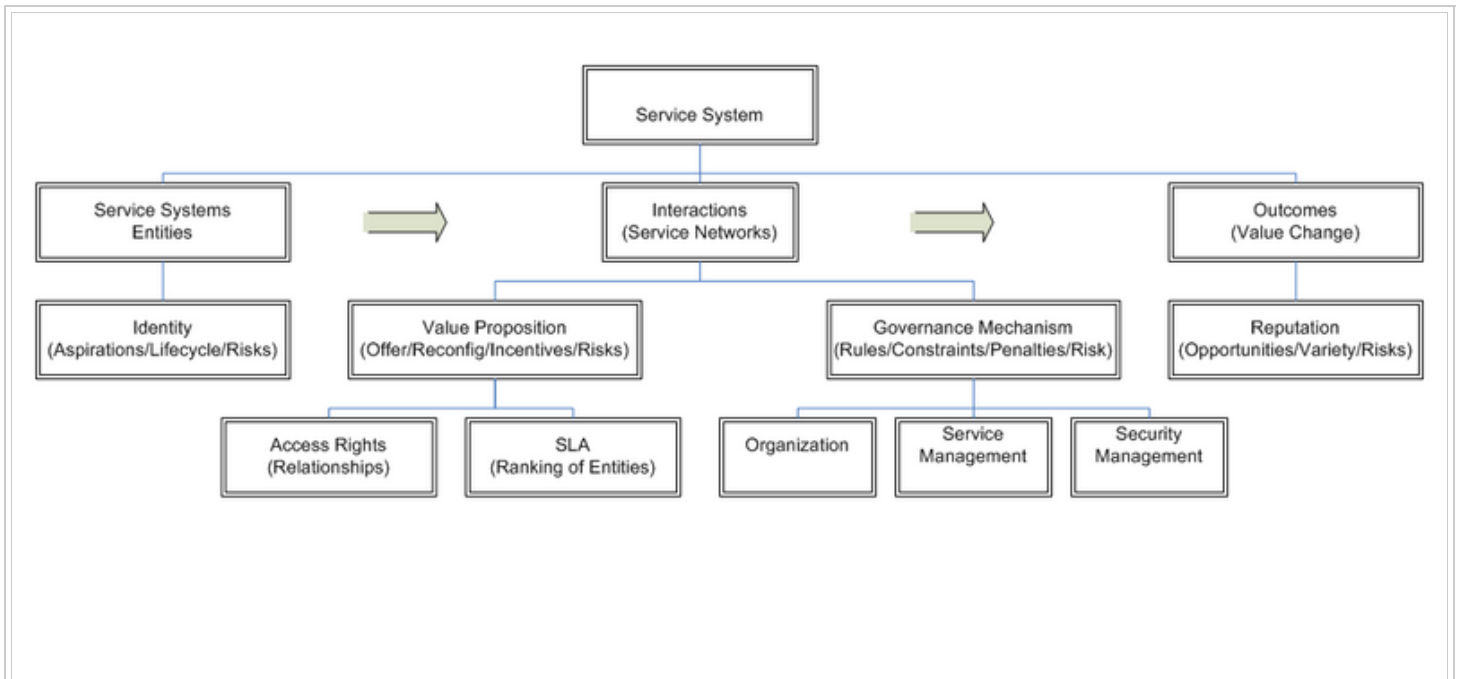 Service System
Service Systems
Entities
Interactions
(Service Networks)
Outcomes
(Value Change)
Identity
(Aspirations/Lifecycle/Risks)
Value Proposition
(Offer/Reconfig/Incentives/Risks)
Governance Mechanism
(Rules/Constraints/Penalties/Risk)
Reputation
(Opportunities/Variety/Risks)
Access Rights
(Relationships)
SLA
(Ranking of Entities)
Organization
Service
Management
Security
Management